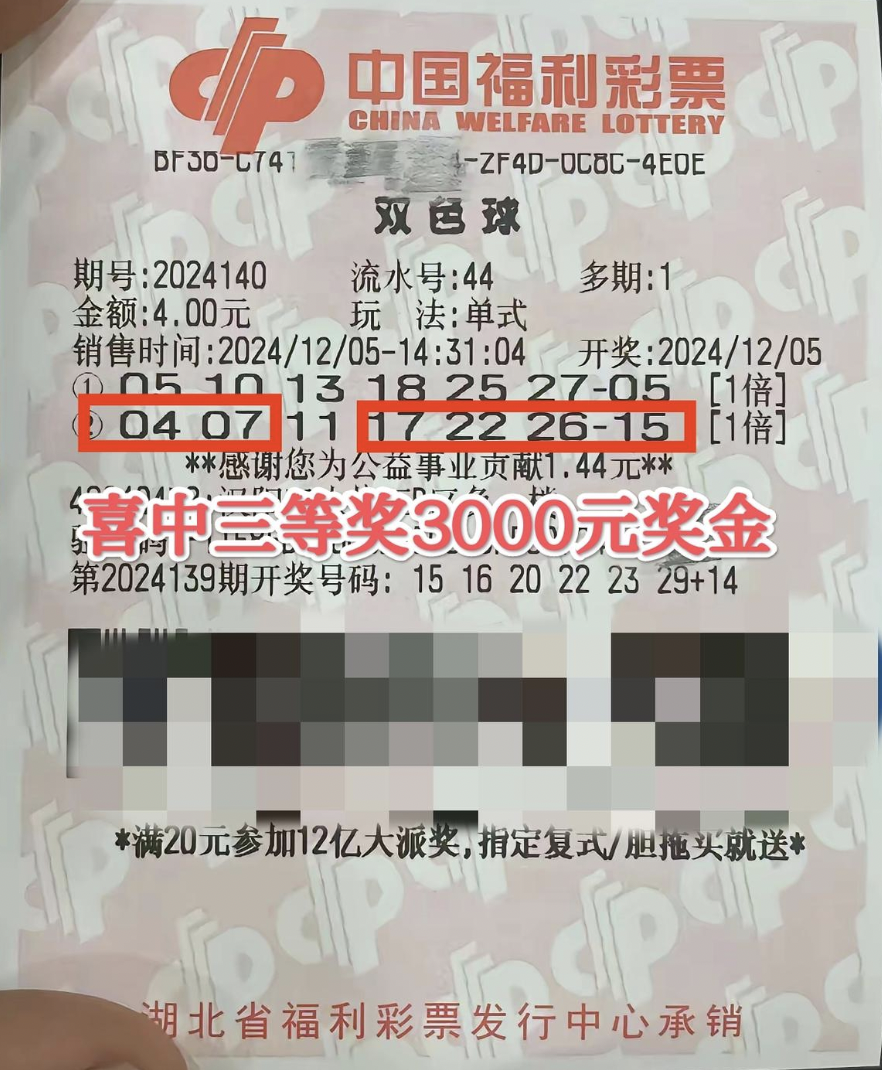 中国福利彩票
CHINA WELFARE LOTTERY
BF3B-C741 -ZF4D-0C8C-4E0E
双色球
期号:2024140 流水号:44 多期:1
金额:4.00元 玩 法:单式
销售时间:2024/12/05-14:31:04 开奖:2024/12/05
① 05 10 13 18 25 27-05 [1倍]
② 04 07 11 17 22 26-15 [1倍]
**感谢您为公益事业贡献1.44元**
喜中三等奖3000元奖金
第2024139期开奖号码: 15 16 20 22 23 29+14
*满20元参加12亿大派奖,指定复式/胆拖买就送*
湖北省福利彩票发行中心承销